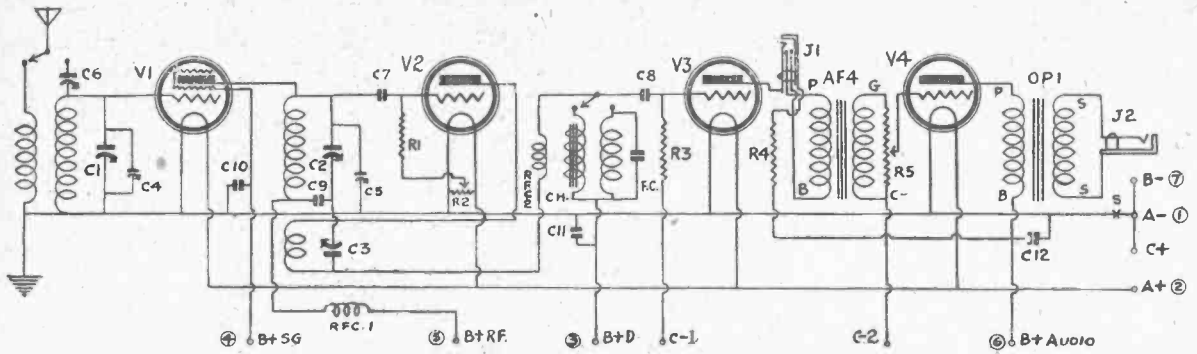 C6
V1
C1
C4
C10
C2
C9
C5
C7
V2
R1
R2
C3
RFC.1
CH.
F.C.
C11
C8
R3
V3
J1
P
AF4
G
R4
B
R5
C-
V4
P
OP1
S
B
S
J2
B- ⑦
S
A- ①
C+
C12
A+ ②
④ B+SG
⑤ B+RF.
③ B+D
C-1
C-2
⑥ B+AUDIO